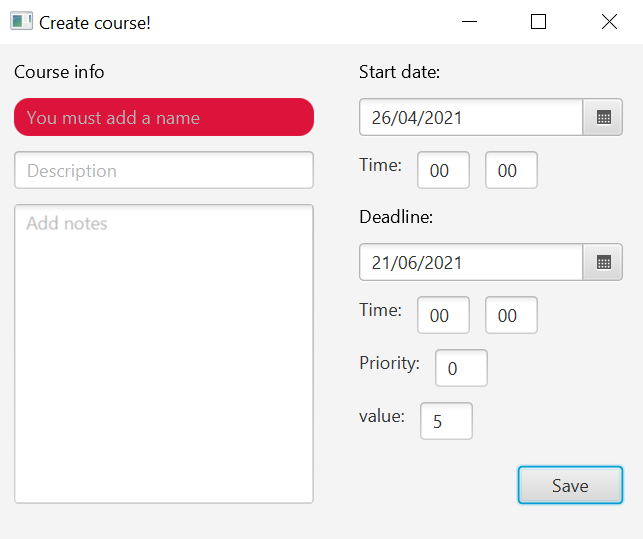 Create course!
Course info
You must add a name
Description
Add notes
Start date:
26/04/2021
Time: 00 00
Deadline:
21/06/2021
Time: 00 00
Priority: 0
value: 5
Save